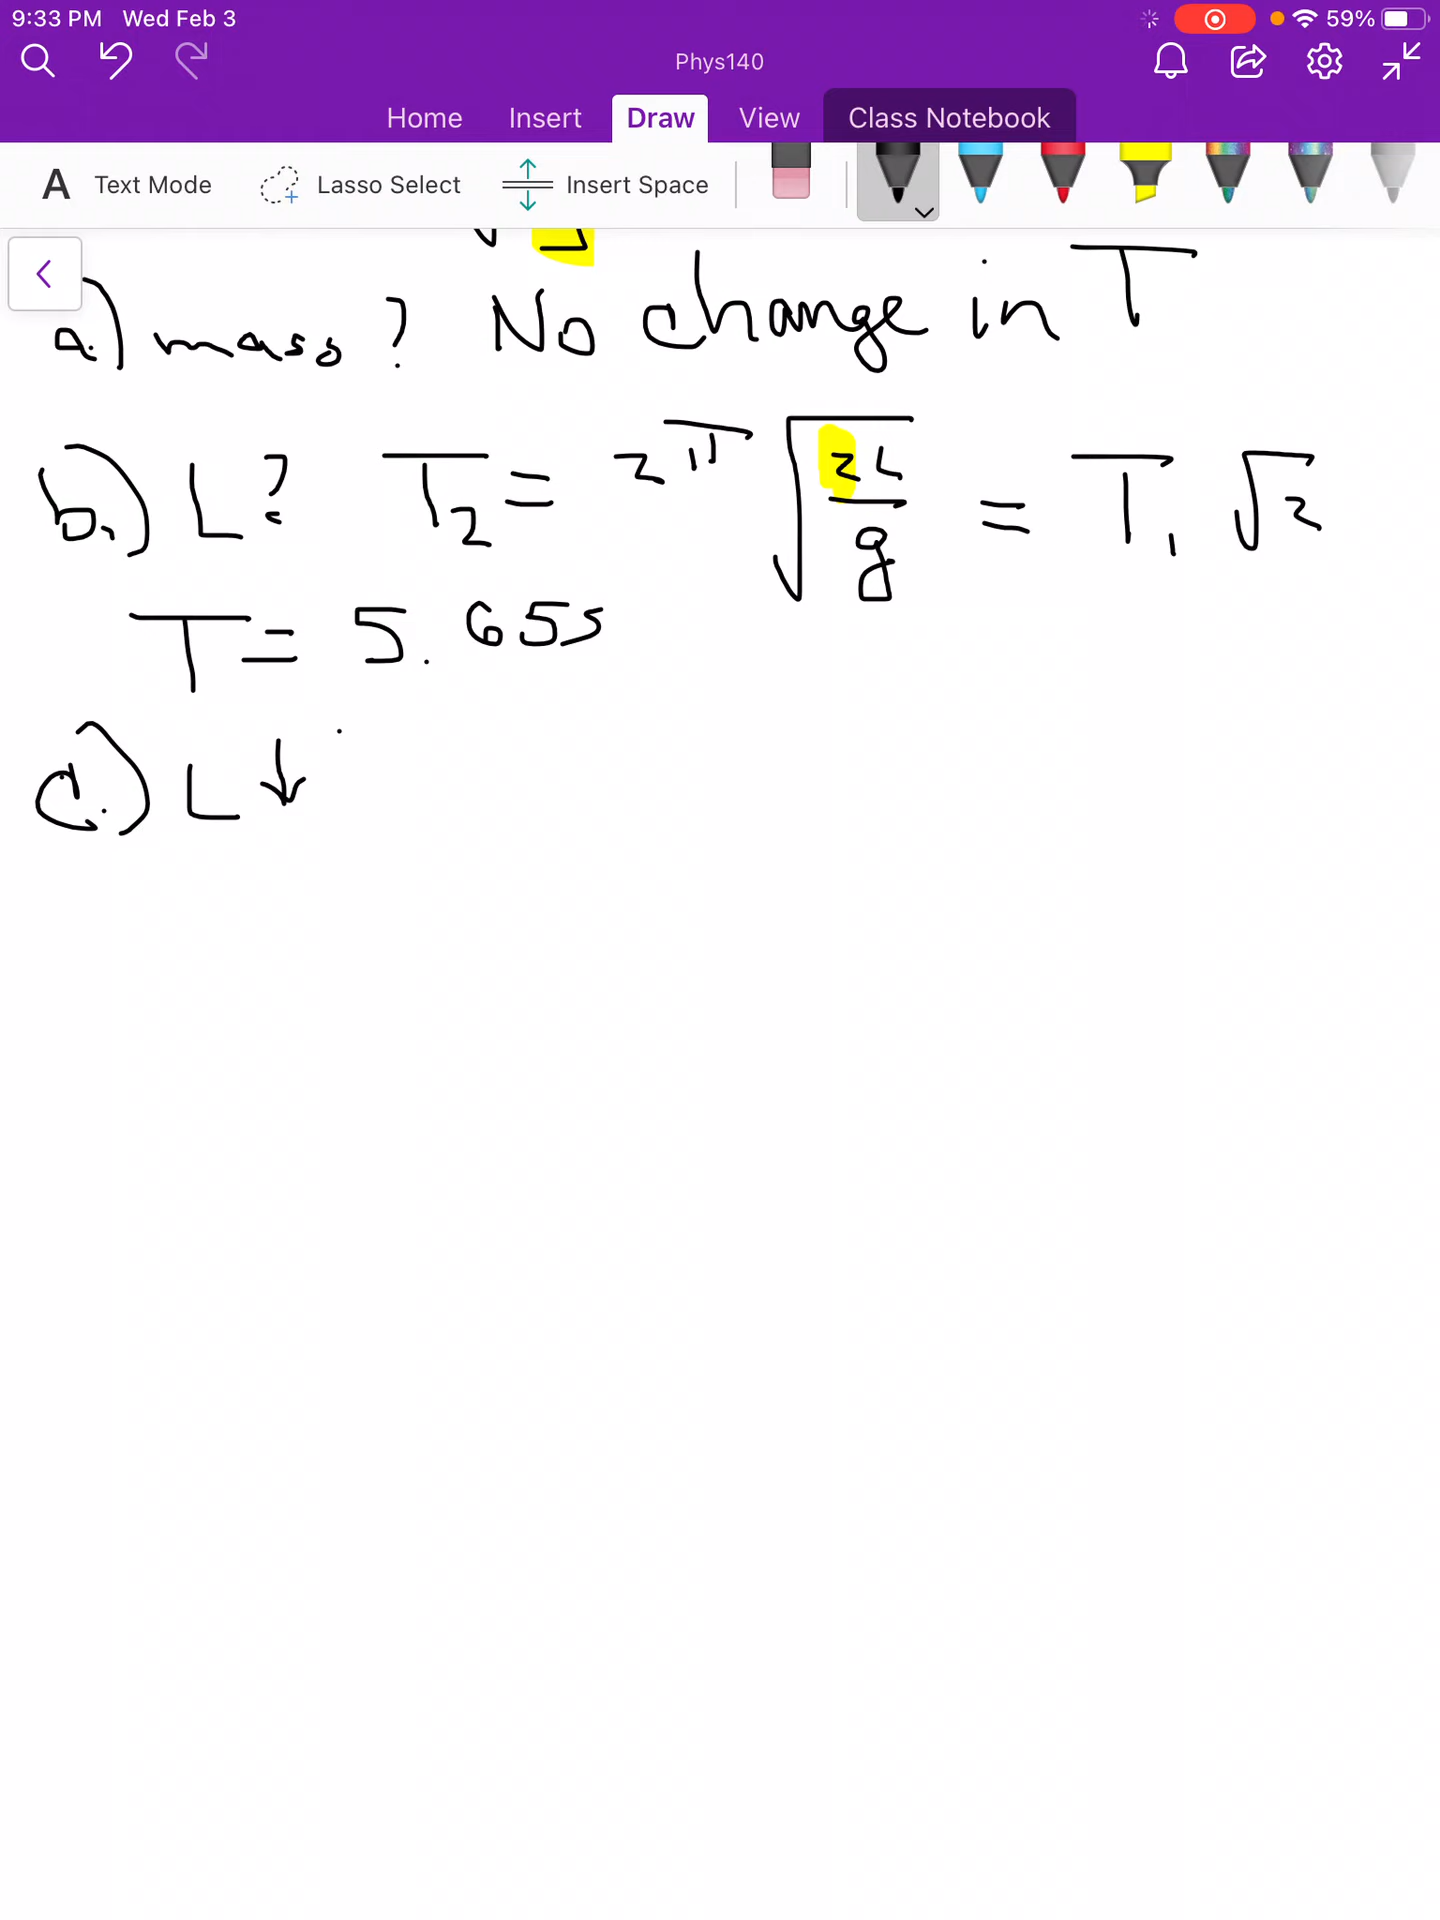 9:33 PM Wed Feb 3 59%
Phys140
Home Insert Draw View Class Notebook
A Text Mode Lasso Select Insert Space
a.) mass? No change in T
b.) L? T₂ = 2π √(2L/g) = T₁ √2
T = 5.65s
c.) L ↓